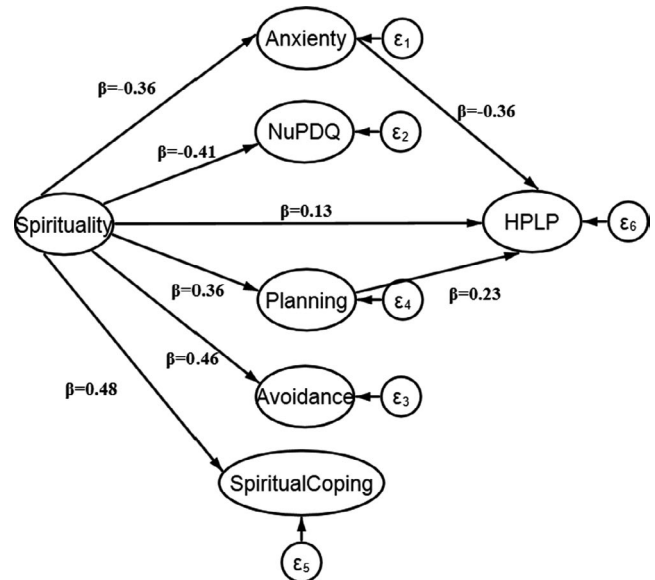 Anxienty
ε1
β=-0.36
β=-0.36
NuPDQ
ε2
β=-0.41
Spirituality
β=0.13
HPLP
ε6
β=0.36
Planning
ε4
β=0.23
β=0.46
β=0.48
Avoidance
ε3
SpiritualCoping
ε5